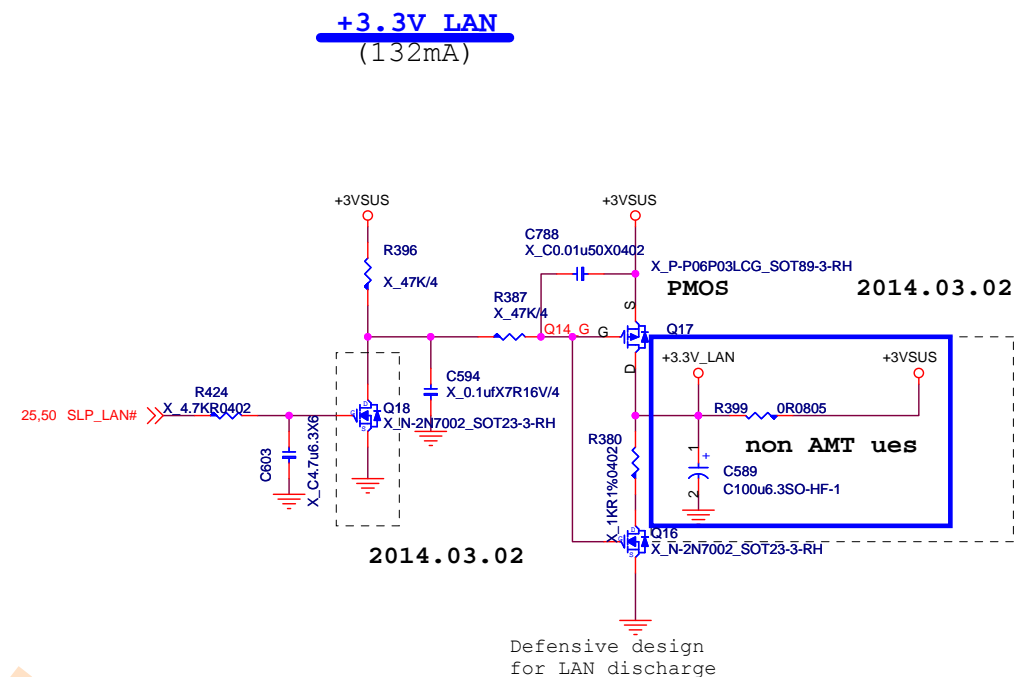 +3.3V LAN
(132mA)
+3VSUS
+3VSUS
C788
X_C0.01u50X0402
R396
X_47K/4
X_P-P06P03LCG_SOT89-3-RH
PMOS
2014.03.02
R387
X_47K/4
S
Q14_G
G
Q17
D
+3.3V_LAN
+3VSUS
C594
X_0.1ufX7R16V/4
R424
X_4.7KR0402
25,50 SLP_LAN#
D
G
S
Q18
X_N-2N7002_SOT23-3-RH
R399
0R0805
non AMT ues
R380
X_1KR1%0402
1
+
2
C589
C100u6.3SO-HF-1
C603
X_C4.7u6.3X6
D
G
S
Q16
X_N-2N7002_SOT23-3-RH
2014.03.02
Defensive design
for LAN discharge